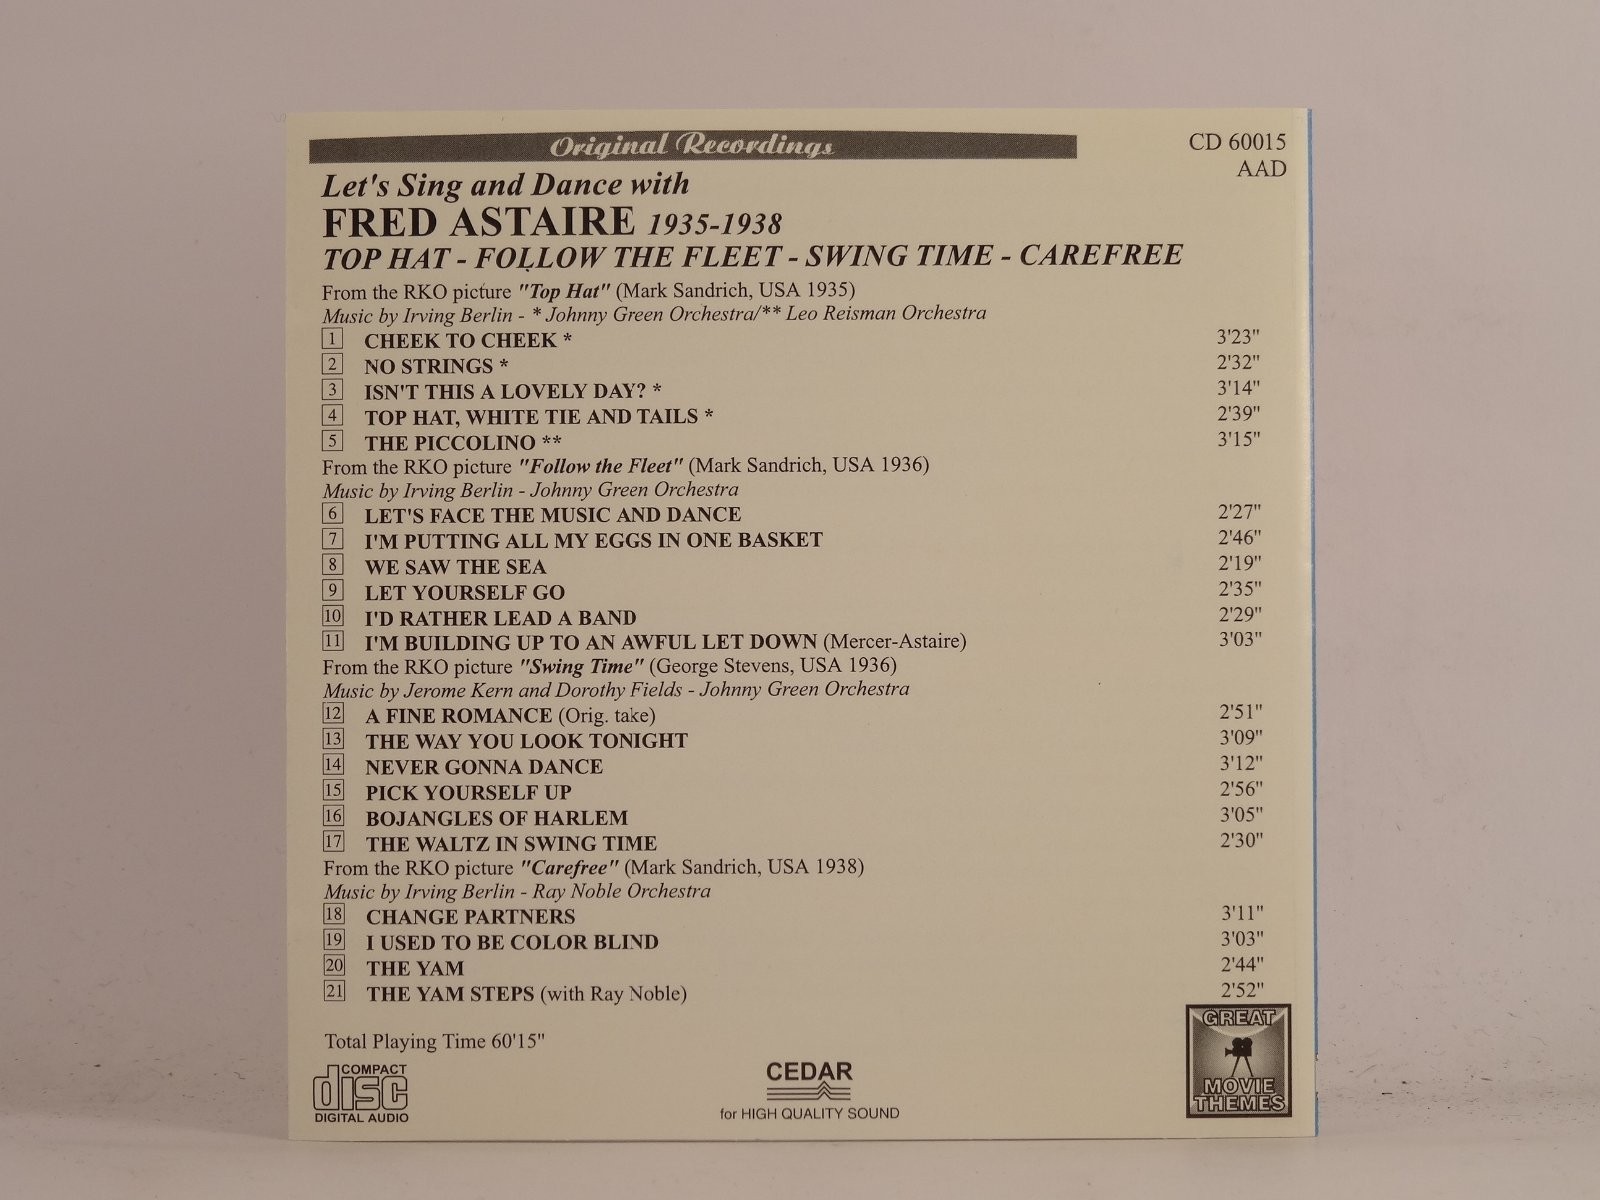 Original Recordings
CD 60015
AAD
Let's Sing and Dance with
FRED ASTAIRE 1935-1938
TOP HAT - FOLLOW THE FLEET - SWING TIME - CAREFREE
From the RKO picture "Top Hat" (Mark Sandrich, USA 1935)
Music by Irving Berlin - * Johnny Green Orchestra/** Leo Reisman Orchestra
1 CHEEK TO CHEEK * 3'23"
2 NO STRINGS * 2'32"
3 ISN'T THIS A LOVELY DAY? * 3'14"
4 TOP HAT, WHITE TIE AND TAILS * 2'39"
5 THE PICCOLINO ** 3'15"
From the RKO picture "Follow the Fleet" (Mark Sandrich, USA 1936)
Music by Irving Berlin - Johnny Green Orchestra
6 LET'S FACE THE MUSIC AND DANCE 2'27"
7 I'M PUTTING ALL MY EGGS IN ONE BASKET 2'46"
8 WE SAW THE SEA 2'19"
9 LET YOURSELF GO 2'35"
10 I'D RATHER LEAD A BAND 2'29"
11 I'M BUILDING UP TO AN AWFUL LET DOWN (Mercer-Astaire) 3'03"
From the RKO picture "Swing Time" (George Stevens, USA 1936)
Music by Jerome Kern and Dorothy Fields - Johnny Green Orchestra
12 A FINE ROMANCE (Orig. take) 2'51"
13 THE WAY YOU LOOK TONIGHT 3'09"
14 NEVER GONNA DANCE 3'12"
15 PICK YOURSELF UP 2'56"
16 BOJANGLES OF HARLEM 3'05"
17 THE WALTZ IN SWING TIME 2'30"
From the RKO picture "Carefree" (Mark Sandrich, USA 1938)
Music by Irving Berlin - Ray Noble Orchestra
18 CHANGE PARTNERS 3'11"
19 I USED TO BE COLOR BLIND 3'03"
20 THE YAM 2'44"
21 THE YAM STEPS (with Ray Noble) 2'52"
Total Playing Time 60'15"
COMPACT
disc
DIGITAL AUDIO
CEDAR
for HIGH QUALITY SOUND
GREAT
MOVIE
THEMES